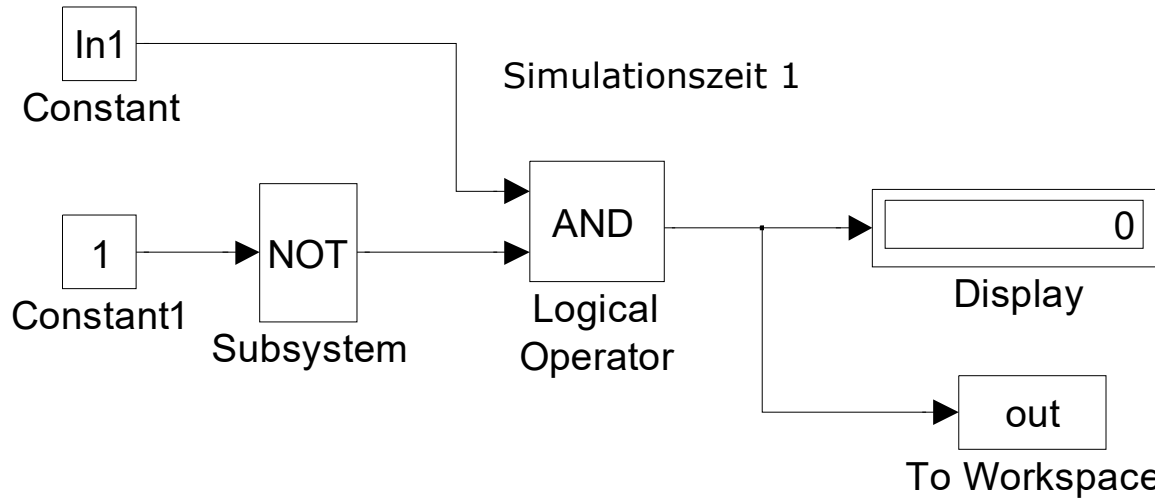 In1
Constant
Simulationszeit 1
1
Constant1
NOT
Subsystem
AND
Logical
Operator
0
Display
out
To Workspace